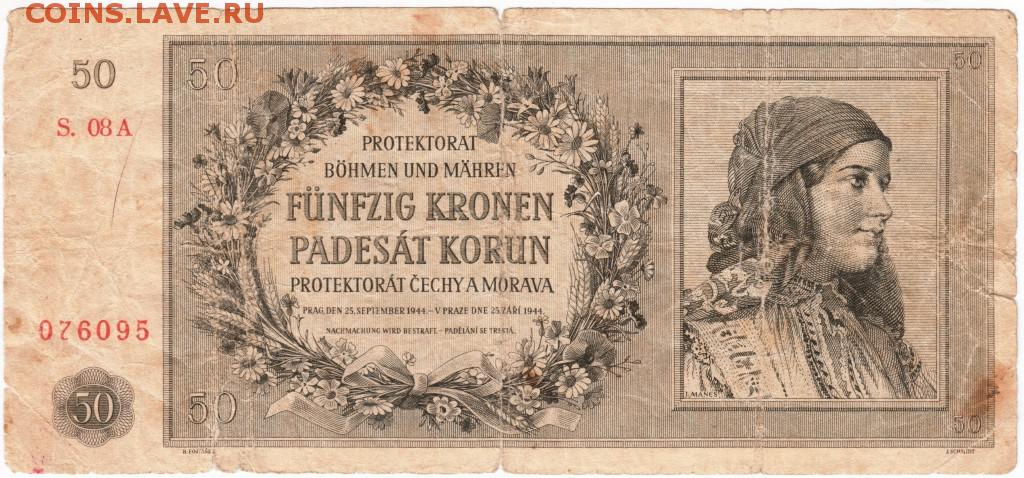 COINS.LAVE.RU
50
S. 08 A
076095
50
50
50
PROTEKTORAT
BÖHMEN UND MÄHREN
FÜNFZIG KRONEN
PADESÁT KORUN
PROTEKTORÁT ČECHY A MORAVA
PRAG, DEN 25. SEPTEMBER 1944. – V PRAZE DNE 25. ZÁŘÍ 1944.
NACHMACHUNG WIRD BESTRAFT. – PADĚLÁNÍ SE TRESTÁ.
50
J. MÁNES
50
J. SCHMIDT